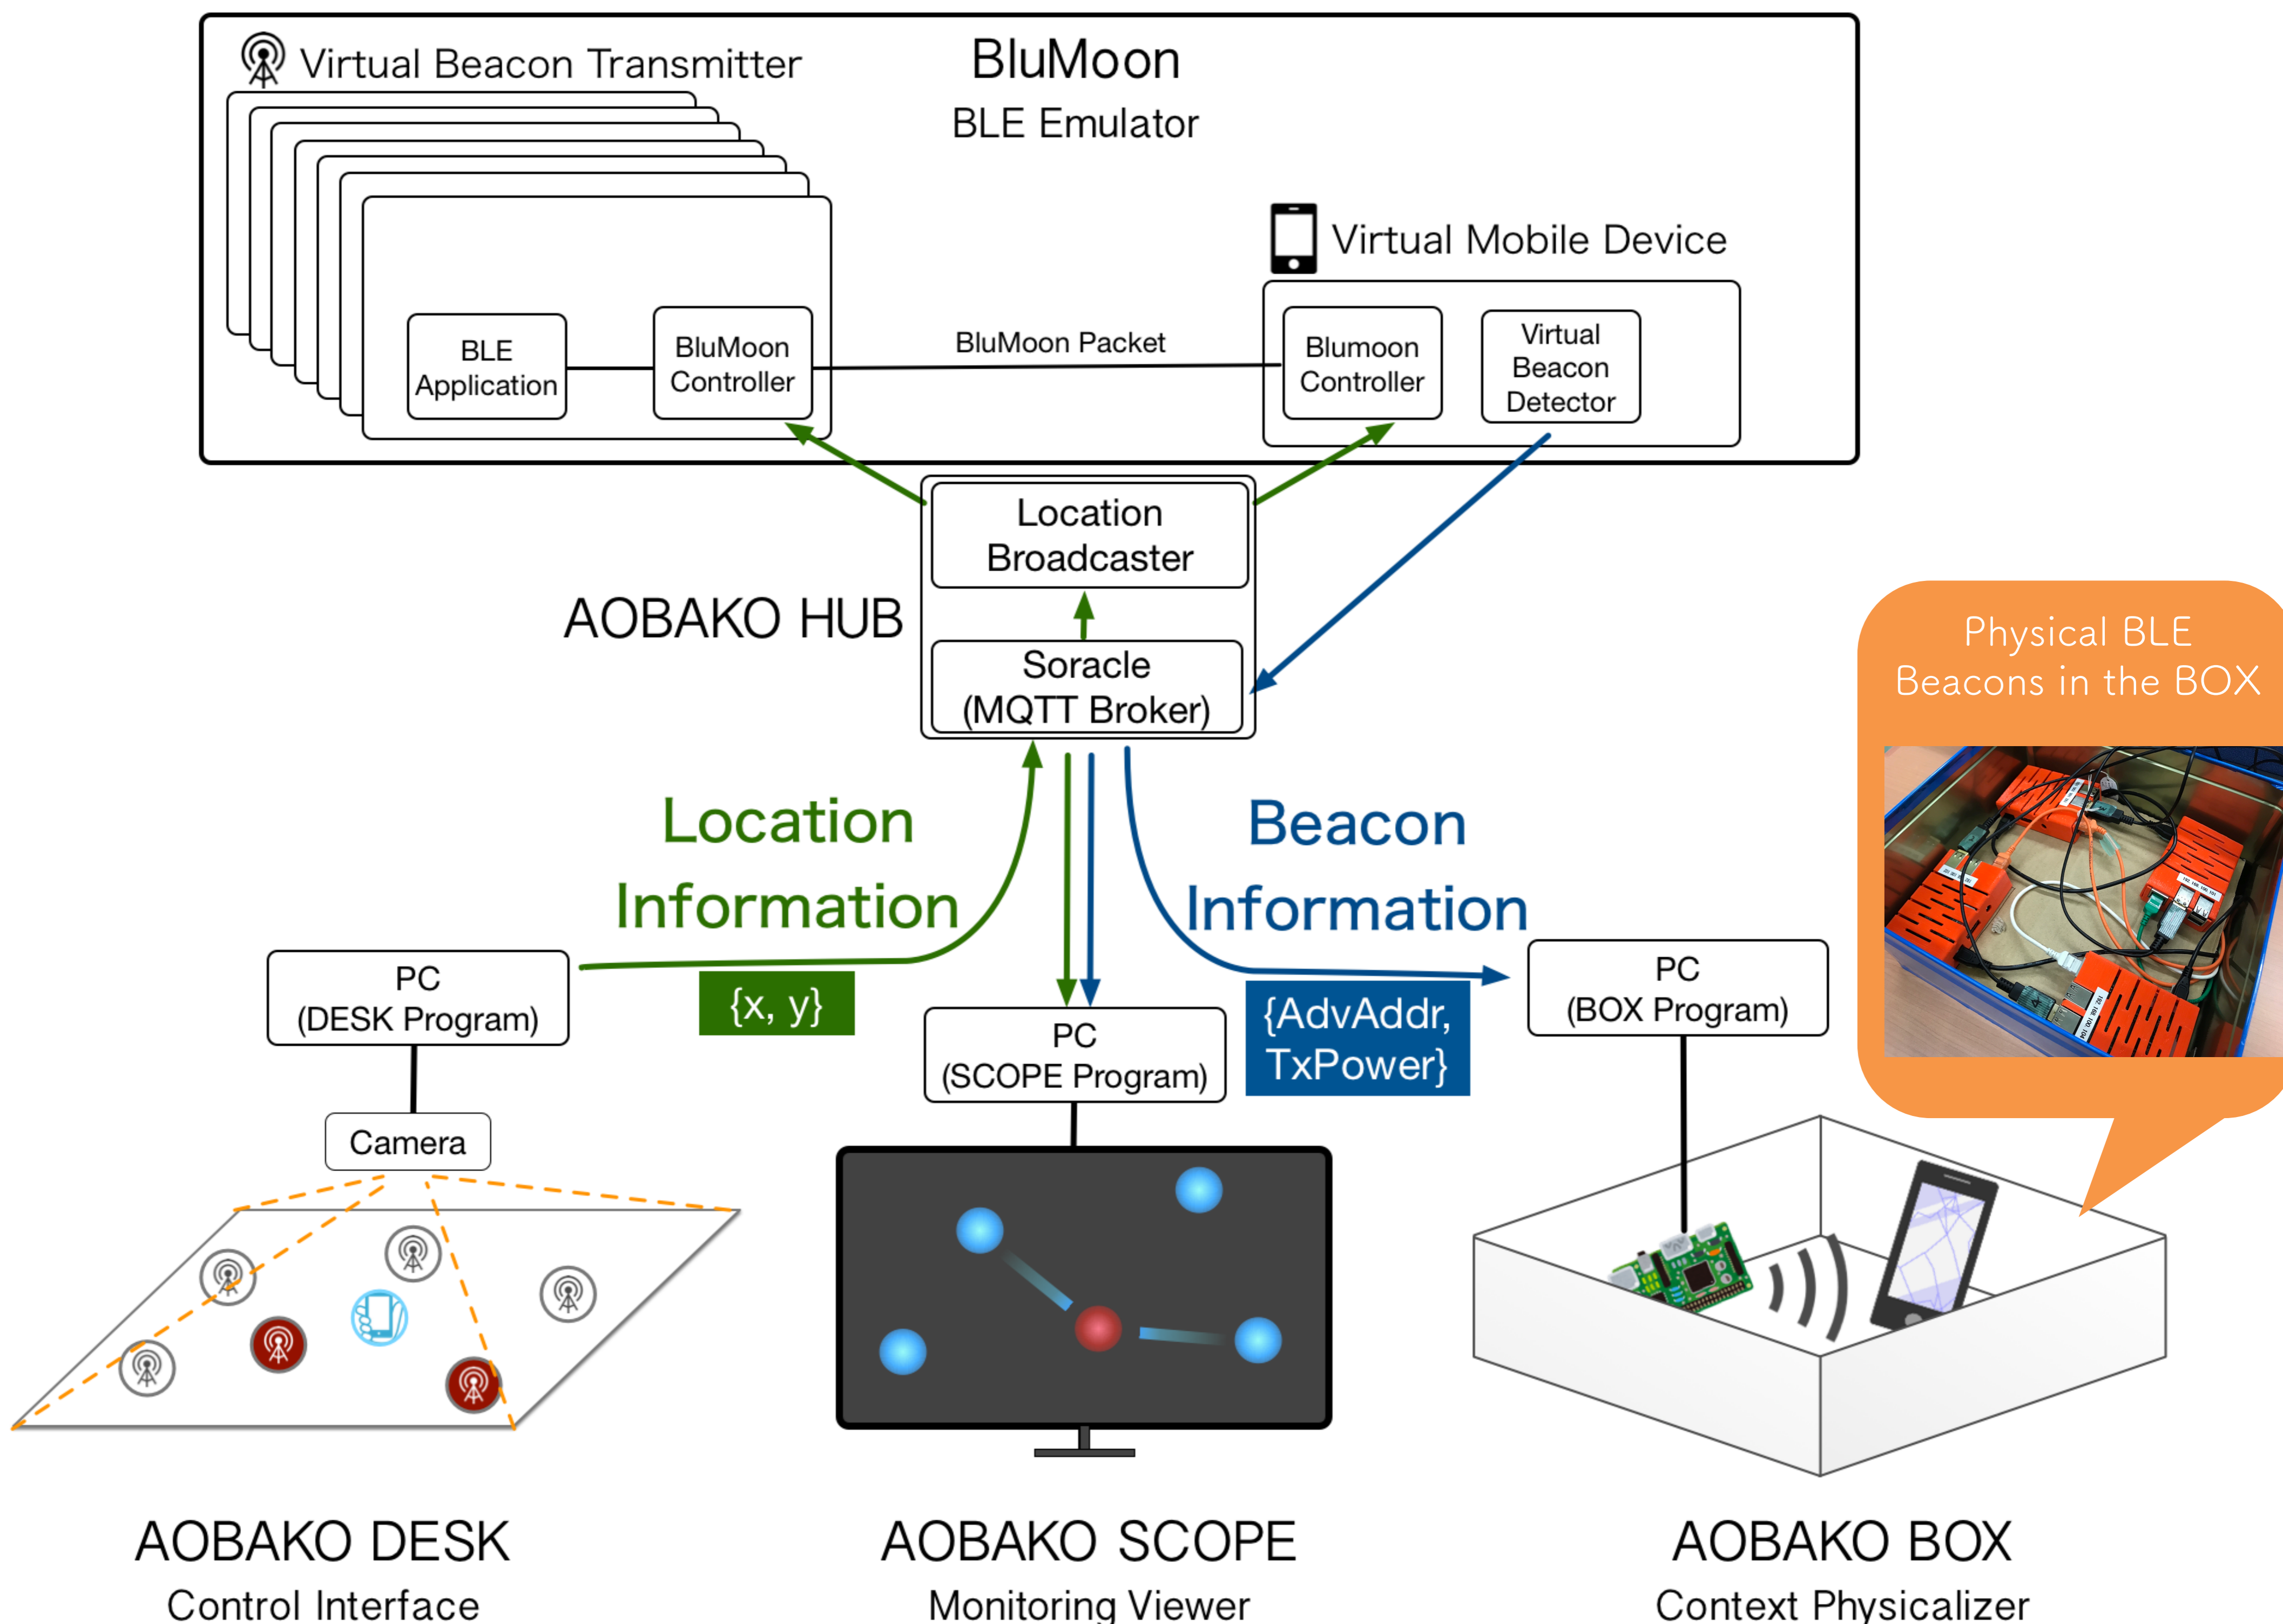 Virtual Beacon Transmitter
BluMoon
BLE Emulator
Virtual Mobile Device
BLE
Application
BluMoon
Controller
BluMoon Packet
Blumoon
Controller
Virtual
Beacon
Detector
Location
Broadcaster
AOBAKO HUB
Soracle
(MQTT Broker)
Physical BLE
Beacons in the BOX
Location
Information
Beacon
Information
{x, y}
{AdvAddr,
TxPower}
PC
(DESK Program)
PC
(SCOPE Program)
PC
(BOX Program)
Camera
AOBAKO DESK
Control Interface
AOBAKO SCOPE
Monitoring Viewer
AOBAKO BOX
Context Physicalizer